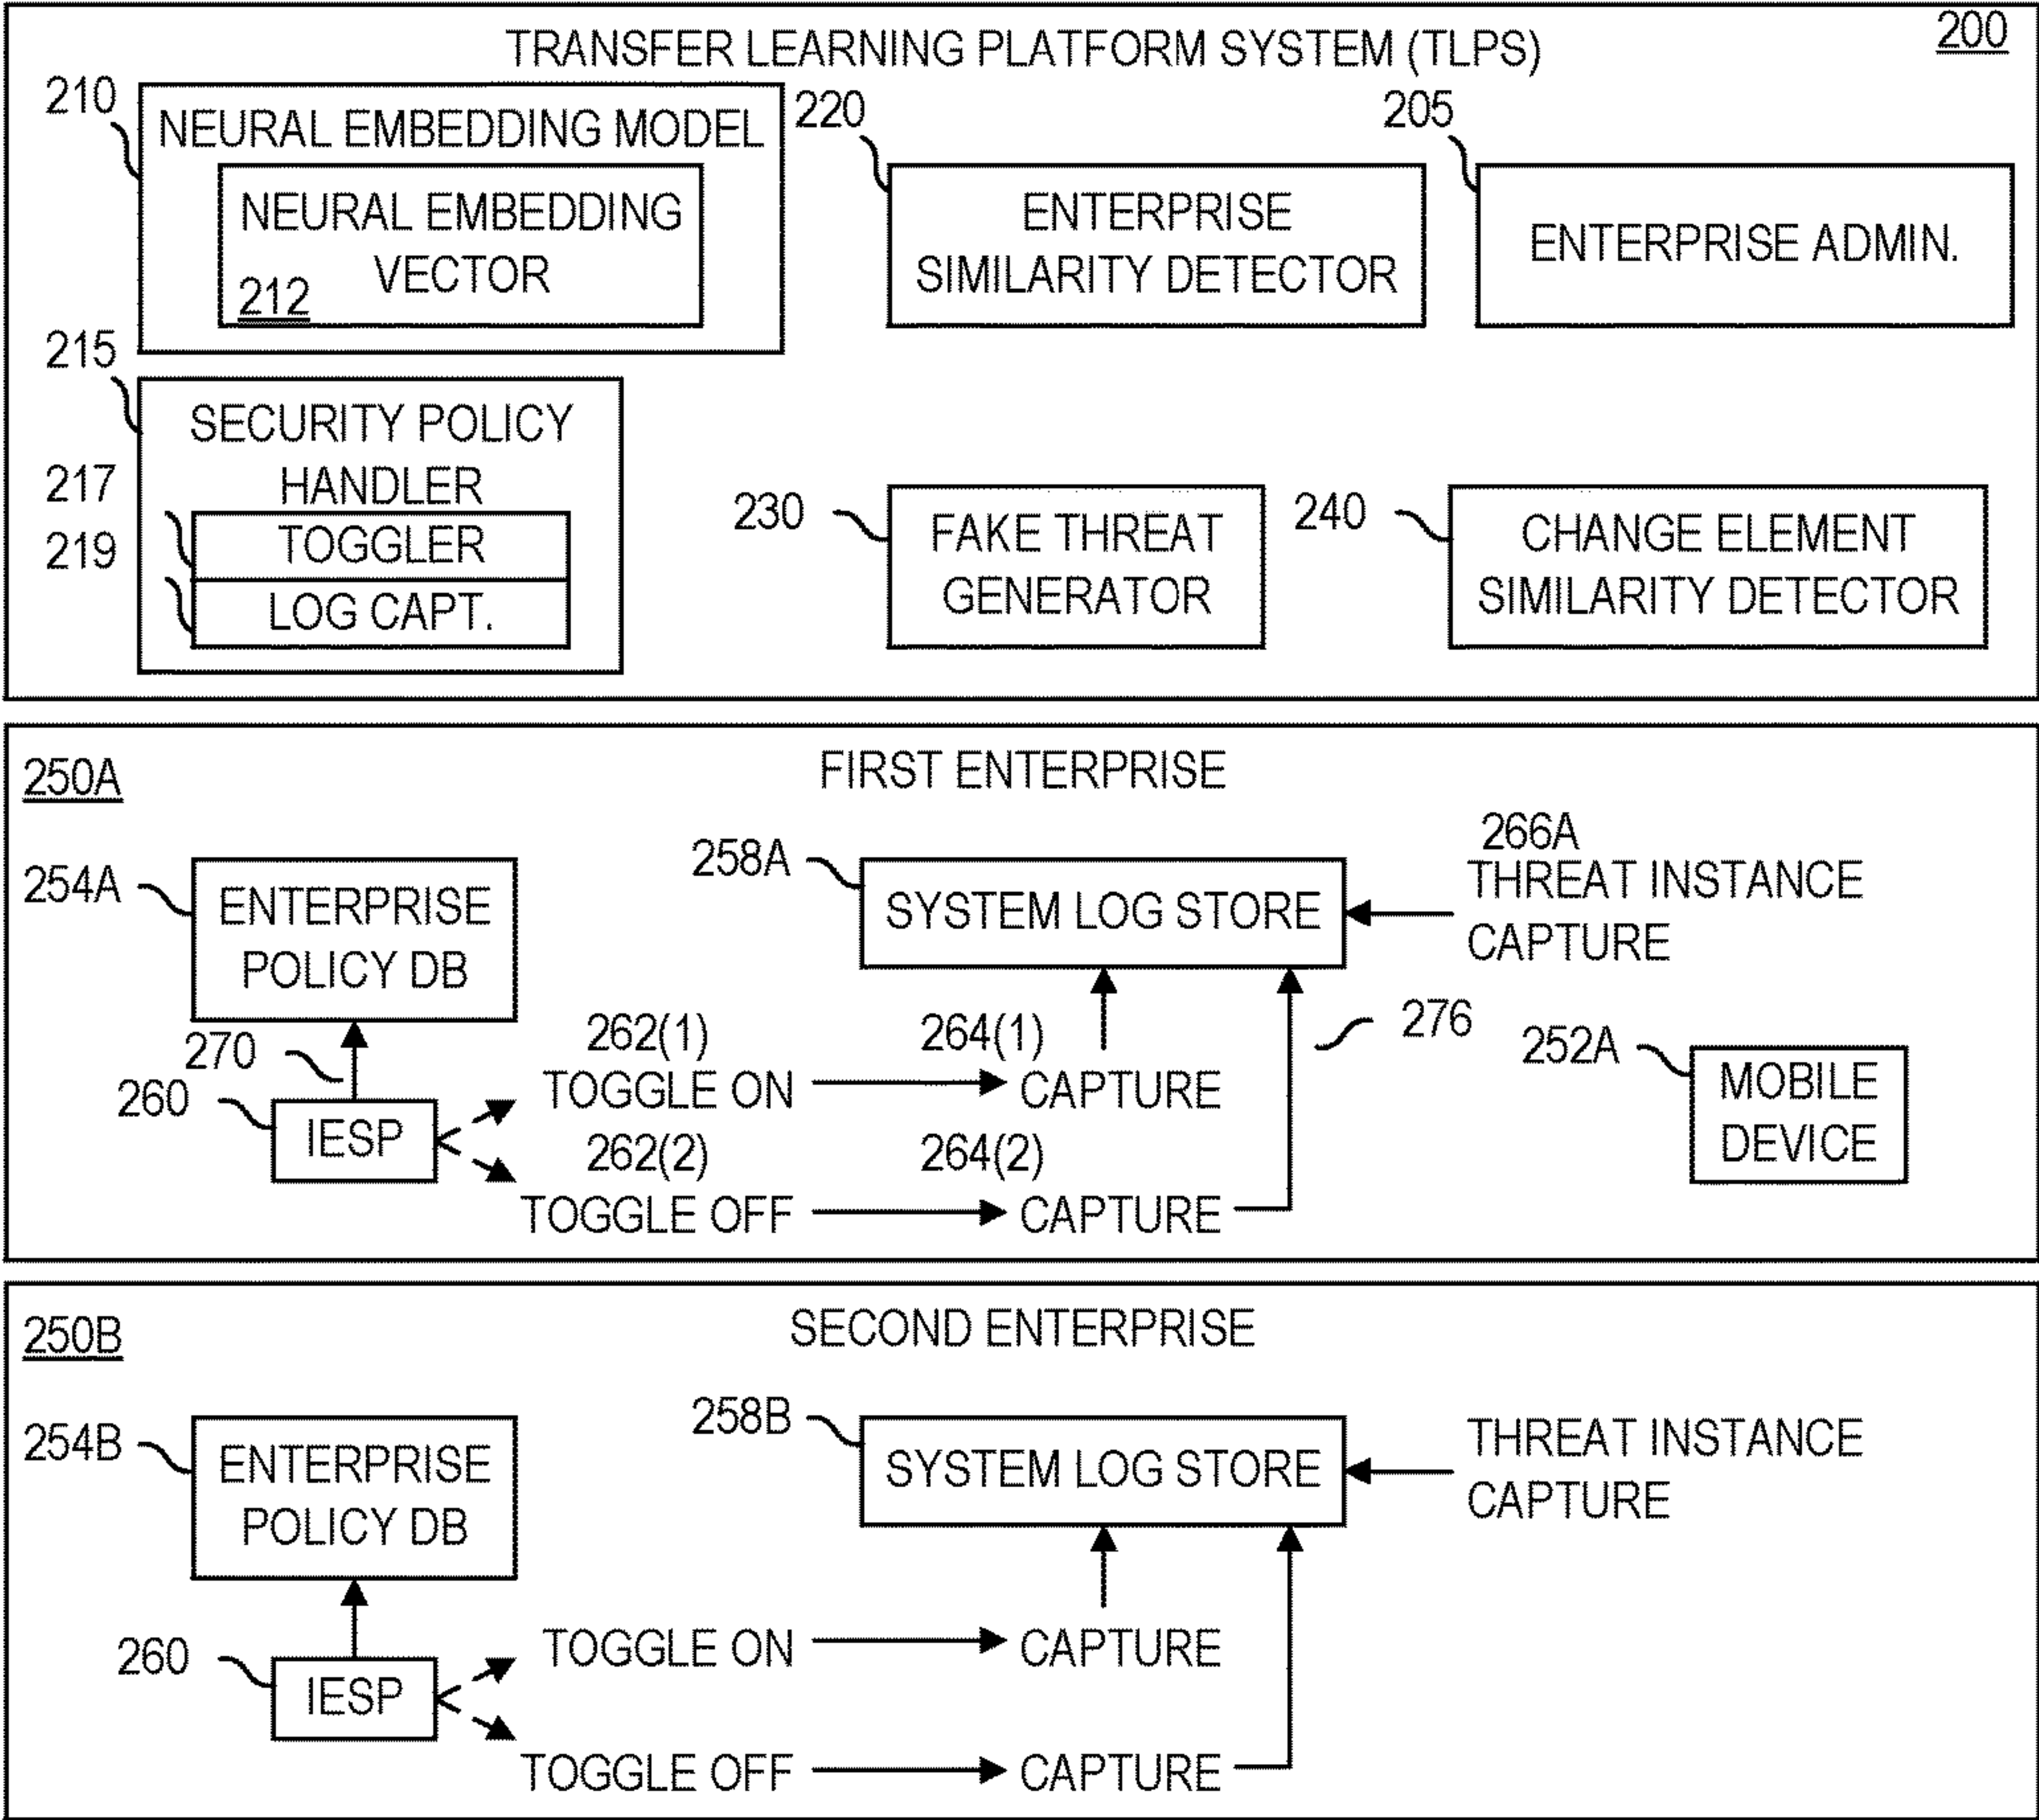 200
TRANSFER LEARNING PLATFORM SYSTEM (TLPS)
210
NEURAL EMBEDDING MODEL
NEURAL EMBEDDING
VECTOR
212
220
ENTERPRISE
SIMILARITY DETECTOR
205
ENTERPRISE ADMIN.
215
SECURITY POLICY
HANDLER
217
TOGGLER
219
LOG CAPT.
230
FAKE THREAT
GENERATOR
240
CHANGE ELEMENT
SIMILARITY DETECTOR
250A
FIRST ENTERPRISE
254A
ENTERPRISE
POLICY DB
258A
SYSTEM LOG STORE
266A
THREAT INSTANCE
CAPTURE
270
260
IESP
262(1)
TOGGLE ON
264(1)
CAPTURE
262(2)
TOGGLE OFF
264(2)
CAPTURE
276
252A
MOBILE
DEVICE
250B
SECOND ENTERPRISE
254B
ENTERPRISE
POLICY DB
258B
SYSTEM LOG STORE
THREAT INSTANCE
CAPTURE
260
IESP
TOGGLE ON
CAPTURE
TOGGLE OFF
CAPTURE